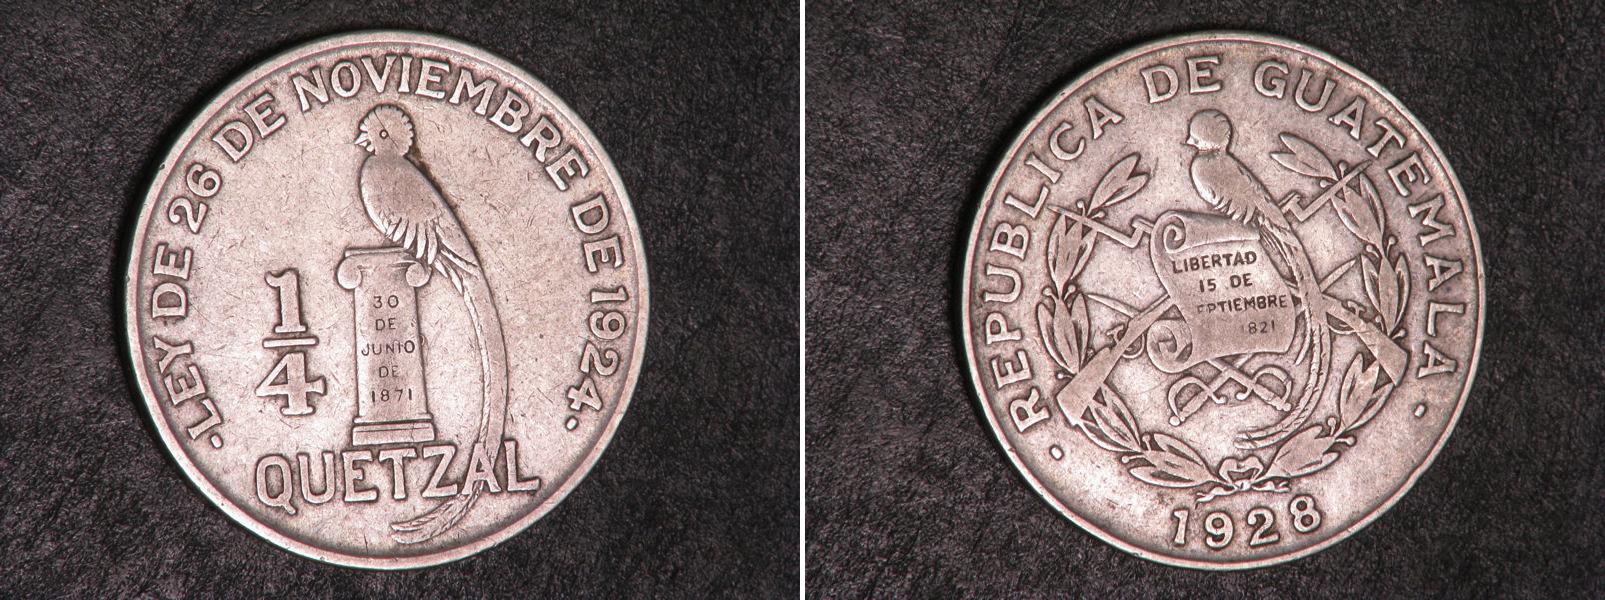 ·LEY DE 26 DE NOVIEMBRE DE 1924·
1/4
30
DE
JUNIO
DE
1871
QUETZAL
·REPUBLICA DE GUATEMALA·
LIBERTAD
15 DE
EPTIEMBRE
1821
1928